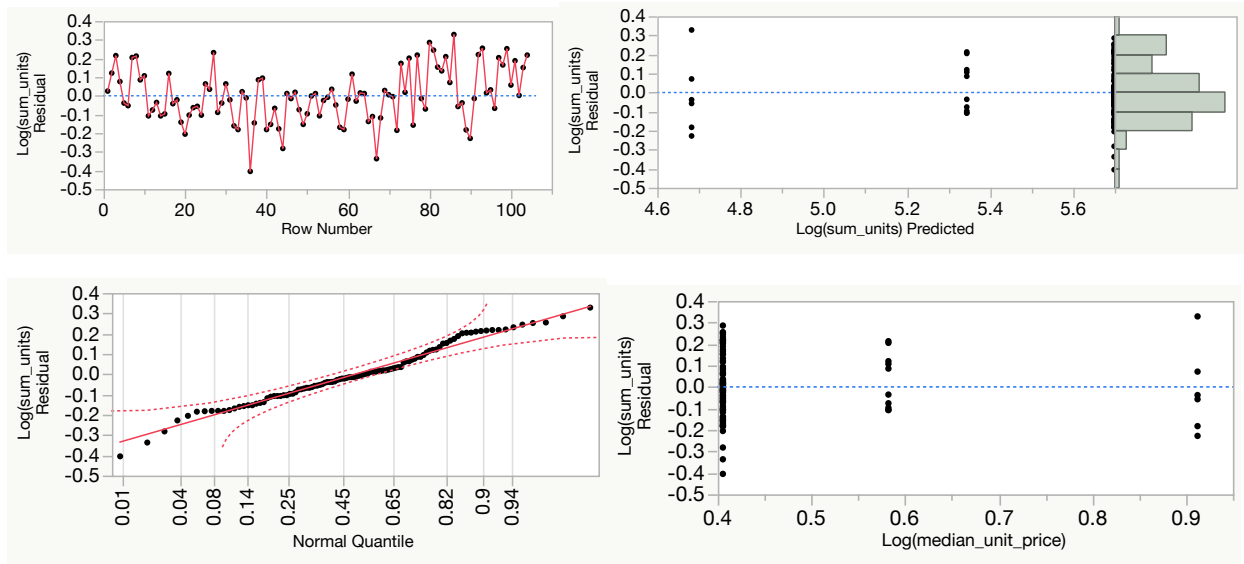 0.4
0.3
0.2
0.1
0.0
-0.1
-0.2
-0.3
-0.4
-0.5
Log(sum_units)
Residual
0 20 40 60 80 100
Row Number
0.4
0.3
0.2
0.1
0.0
-0.1
-0.2
-0.3
-0.4
-0.5
Log(sum_units)
Residual
4.6 4.8 5.0 5.2 5.4 5.6
Log(sum_units) Predicted
0.4
0.3
0.2
0.1
0.0
-0.1
-0.2
-0.3
-0.4
-0.5
Log(sum_units)
Residual
0.01 0.04 0.08 0.14 0.25 0.45 0.65 0.82 0.9 0.94
Normal Quantile
0.4
0.3
0.2
0.1
0.0
-0.1
-0.2
-0.3
-0.4
-0.5
Log(sum_units)
Residual
0.4 0.5 0.6 0.7 0.8 0.9
Log(median_unit_price)